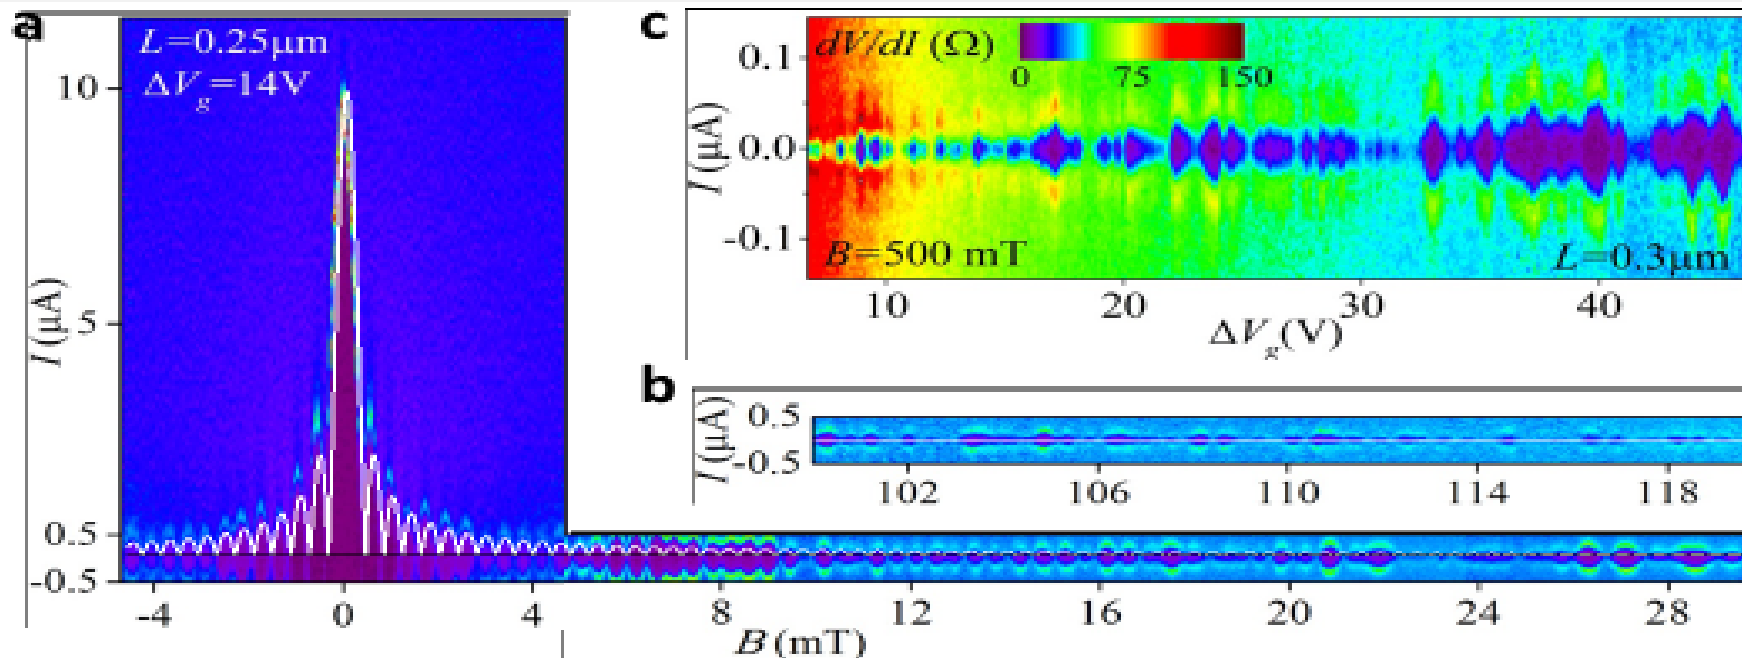 a
L=0.25μm
ΔVg=14V
10
5
0.5
-0.5
I (μA)
-4 0 4 8 12 16 20 24 28
B (mT)
c
dV/dI (Ω)
0 75 150
0.1
0.0
-0.1
I (μA)
B=500 mT
L=0.3μm
10 20 30 40
ΔVg(V)
b
0.5
-0.5
I (μA)
102 106 110 114 118